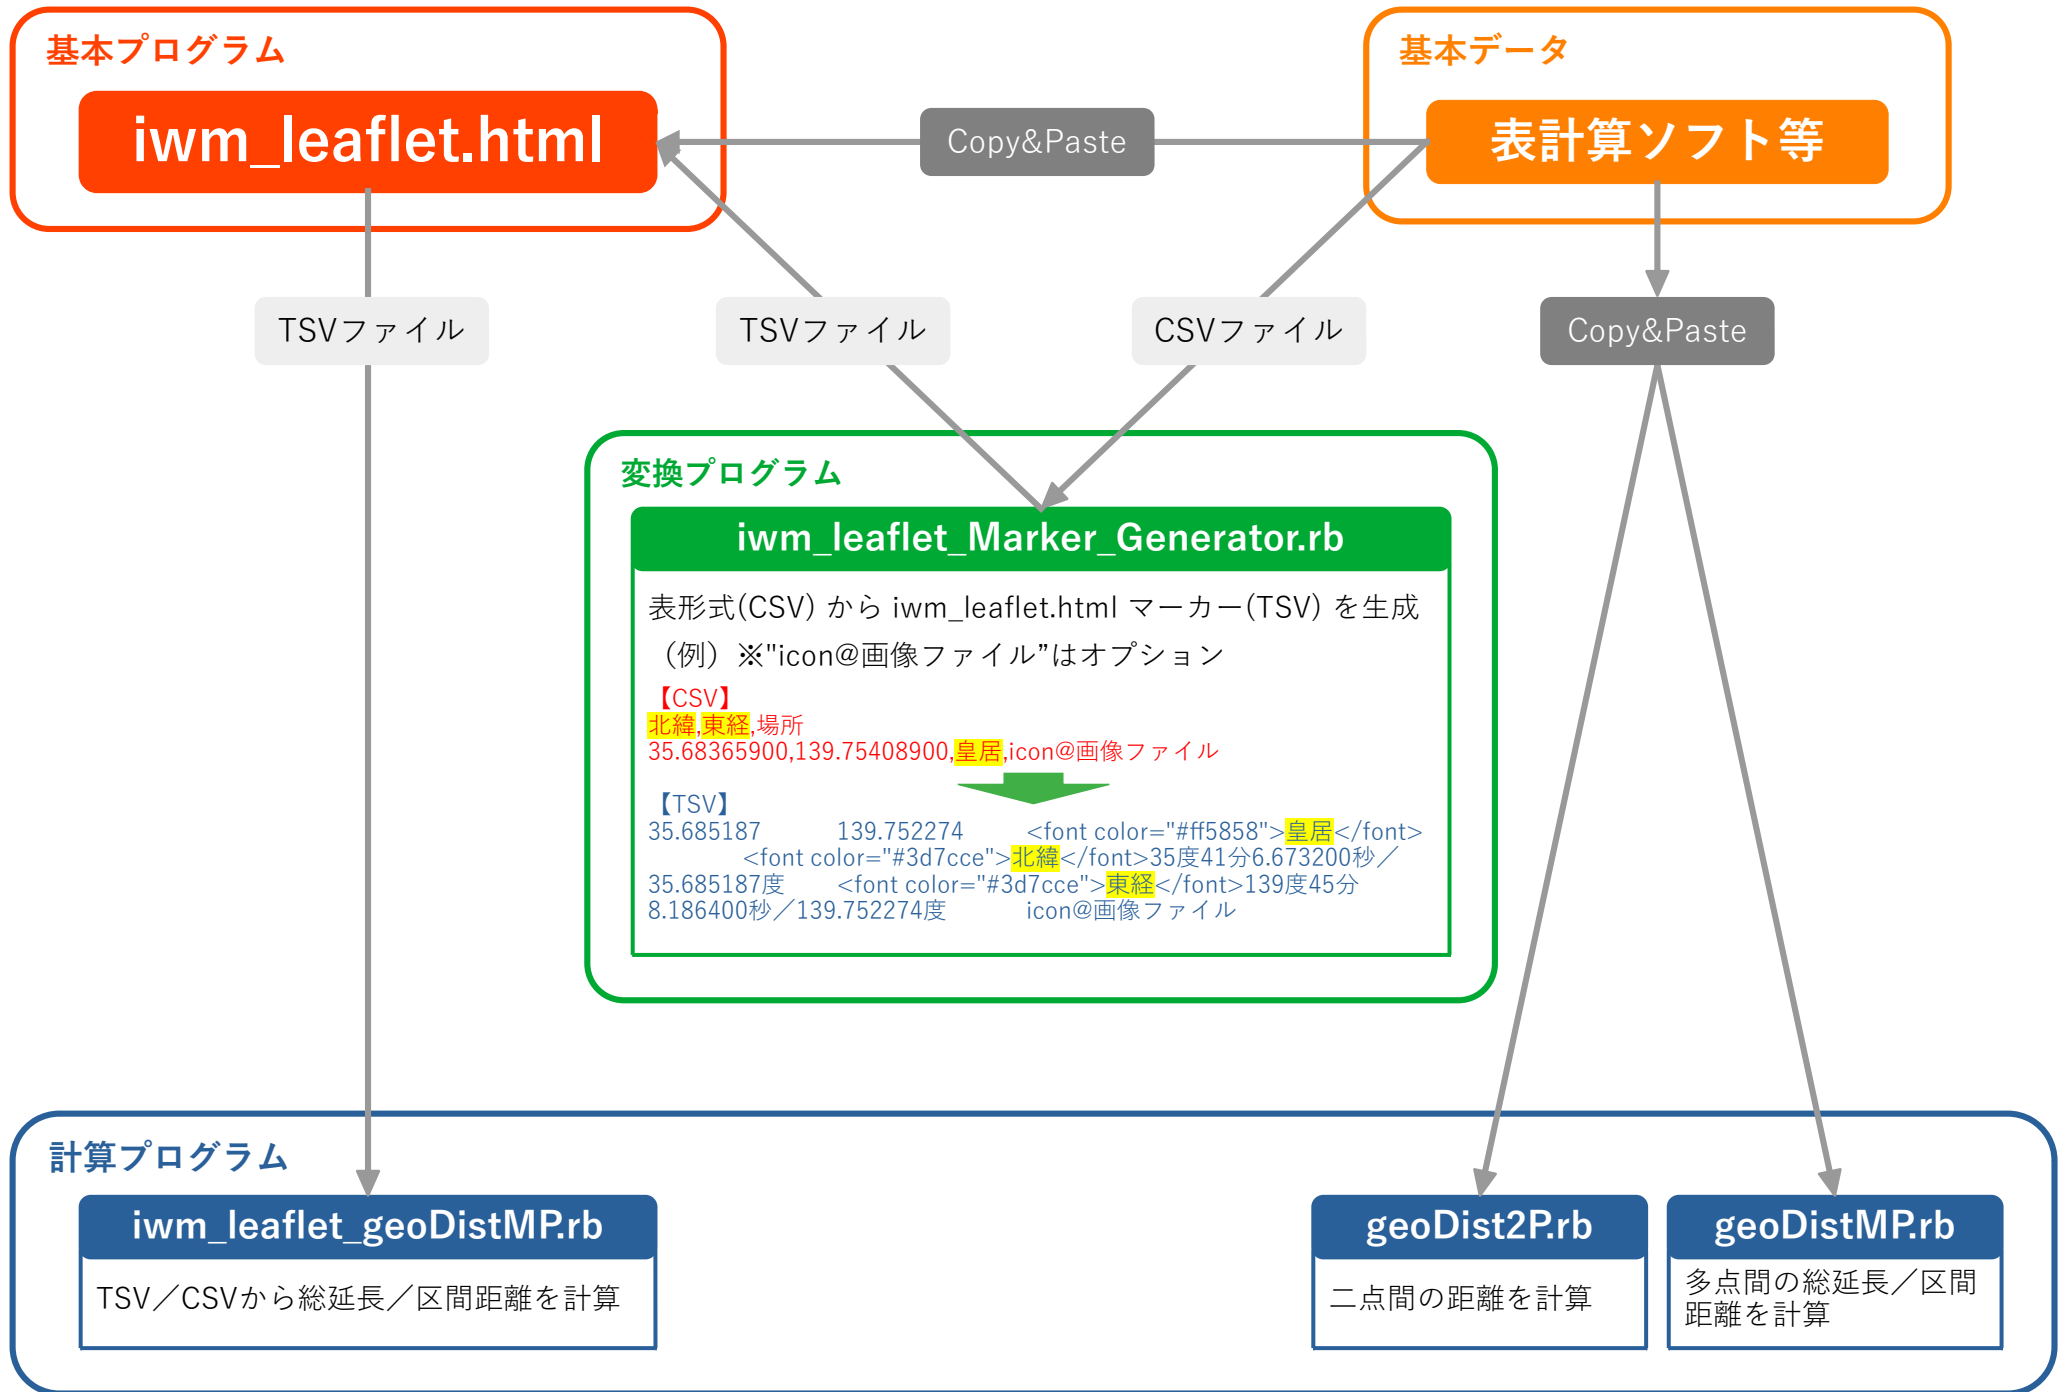 基本プログラム
iwm_leaflet.html
基本データ
表計算ソフト等
Copy&Paste
TSVファイル
TSVファイル
CSVファイル
Copy&Paste
変換プログラム
iwm_leaflet_Marker_Generator.rb
表形式(CSV) から iwm_leaflet.html マーカー(TSV) を生成
（例）※"icon@画像ファイル”はオプション
【CSV】
北緯,東経,場所
35.68365900,139.75408900,皇居,icon@画像ファイル
【TSV】
35.685187 139.752274 <font color="#ff5858">皇居</font>
<font color="#3d7cce">北緯</font>35度41分6.673200秒／
35.685187度 <font color="#3d7cce">東経</font>139度45分
8.186400秒／139.752274度 icon@画像ファイル
計算プログラム
iwm_leaflet_geoDistMP.rb
TSV／CSVから総延長／区間距離を計算
geoDist2P.rb
二点間の距離を計算
geoDistMP.rb
多点間の総延長／区間
距離を計算